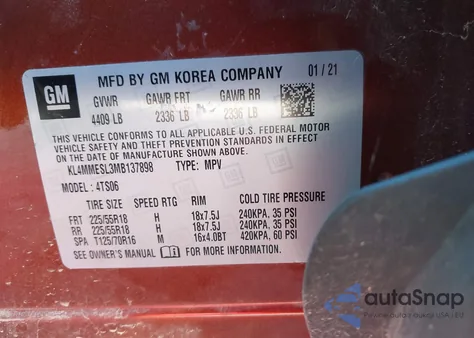 GM MFD BY GM KOREA COMPANY 01/21
GVWR GAWR FRT GAWR RR
4409 LB 2336 LB 2336 LB
THIS VEHICLE CONFORMS TO ALL APPLICABLE U.S. FEDERAL MOTOR
VEHICLE SAFETY AND THEFT PREVENTION STANDARDS IN EFFECT ON
THE DATE OF MANUFACTURE SHOWN ABOVE.
KL4MMESL3MB137898 TYPE: MPV
MODEL: 4TS06
TIRE SIZE SPEED RTG RIM COLD TIRE PRESSURE
FRT 225/55R18 H 18x7.5J 240KPA, 35 PSI
RR 225/55R18 H 18x7.5J 240KPA, 35 PSI
SPA T125/70R16 M 16x4.0BT 420KPA, 60 PSI
SEE OWNER'S MANUAL FOR MORE INFORMATION
autoSnap